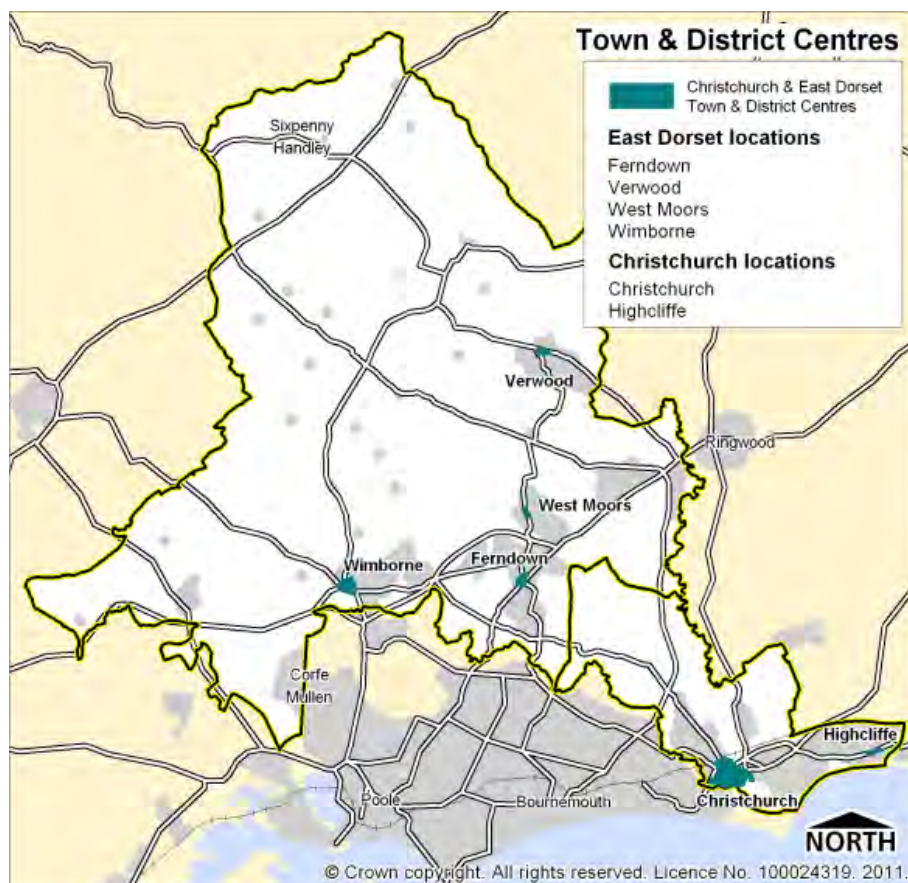 Town & District Centres
Christchurch & East Dorset
Town & District Centres
East Dorset locations
Ferndown
Verwood
West Moors
Wimborne
Christchurch locations
Christchurch
Highcliffe
Sixpenny
Handley
Verwood
Ringwood
West Moors
Wimborne
Ferndown
Corfe
Mullen
Highcliffe
Poole
Bournemouth
Christchurch
NORTH
© Crown copyright. All rights reserved. Licence No. 100024319. 2011.